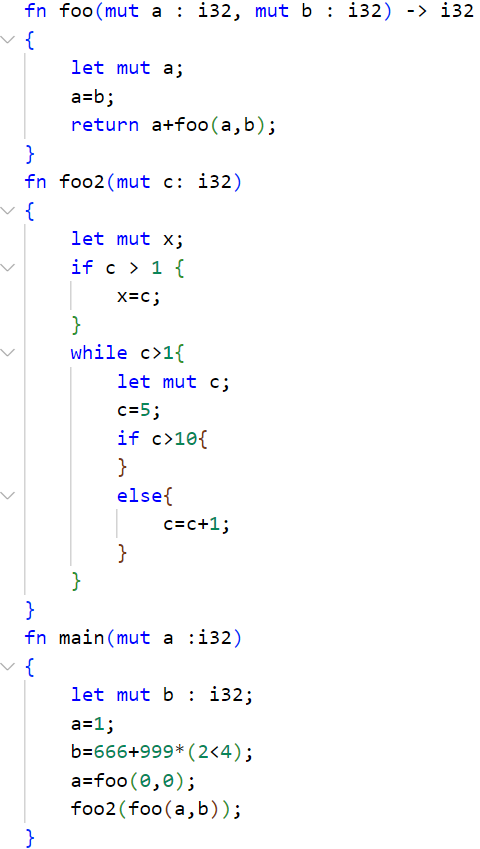 fn foo(mut a : i32, mut b : i32) -> i32
{
    let mut a;
    a=b;
    return a+foo(a,b);
}
fn foo2(mut c: i32)
{
    let mut x;
    if c > 1 {
        x=c;
    }
    while c>1{
        let mut c;
        c=5;
        if c>10{
        }
        else{
            c=c+1;
        }
    }
}
fn main(mut a :i32)
{
    let mut b : i32;
    a=1;
    b=666+999*(2<4);
    a=foo(0,0);
    foo2(foo(a,b));
}